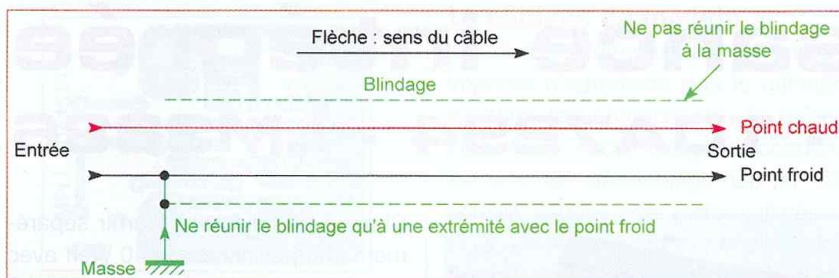 Ne pas réunir le blindage
à la masse
Flèche : sens du câble
Blindage
Point chaud
Entrée
Sortie
Point froid
Ne réunir le blindage qu'à une extrémité avec le point froid
Masse